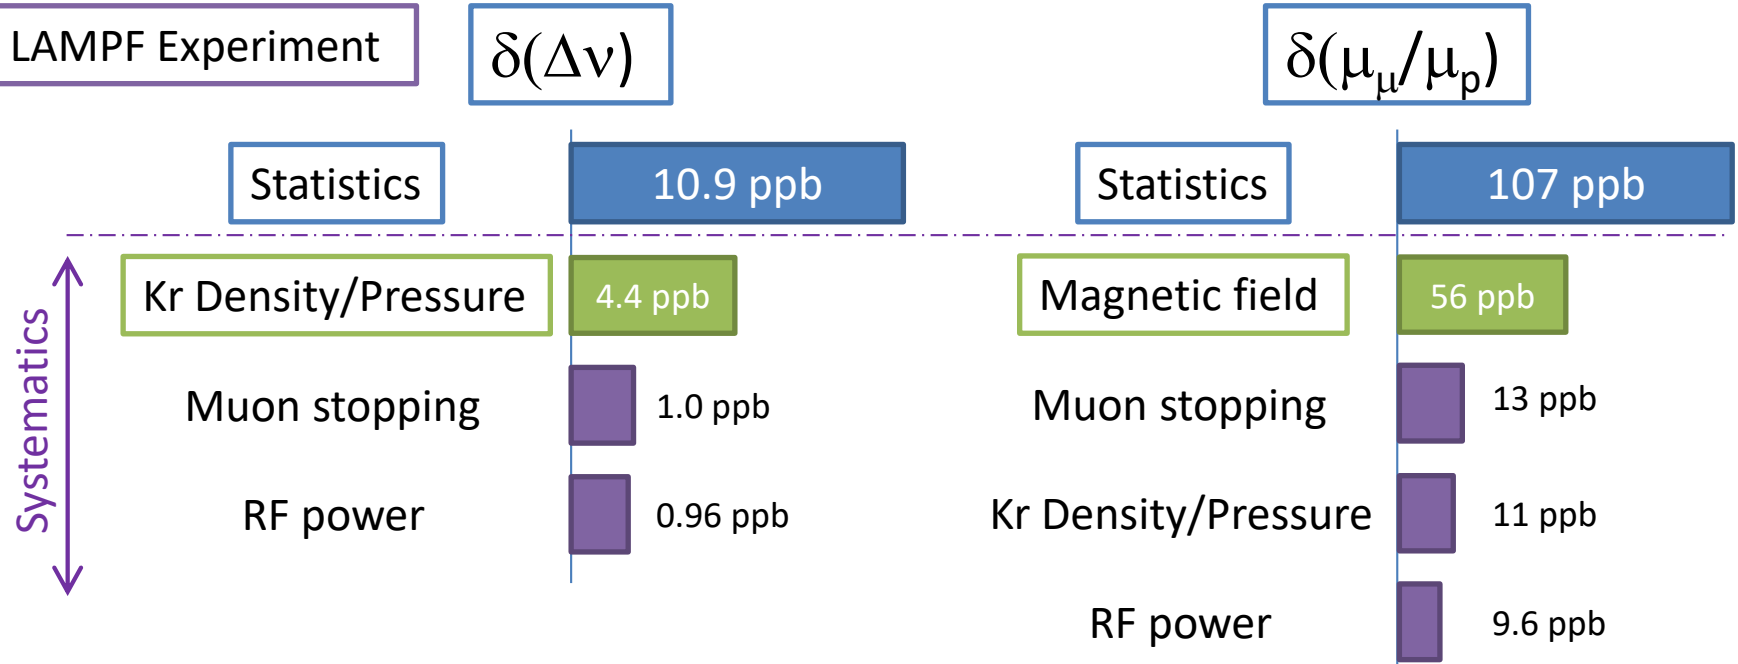 LAMPF Experiment
δ(Δν)
δ(μμ/μp)
Statistics
10.9 ppb
Statistics
107 ppb
Systematics
Kr Density/Pressure
4.4 ppb
Magnetic field
56 ppb
Muon stopping
1.0 ppb
Muon stopping
13 ppb
RF power
0.96 ppb
Kr Density/Pressure
11 ppb
RF power
9.6 ppb